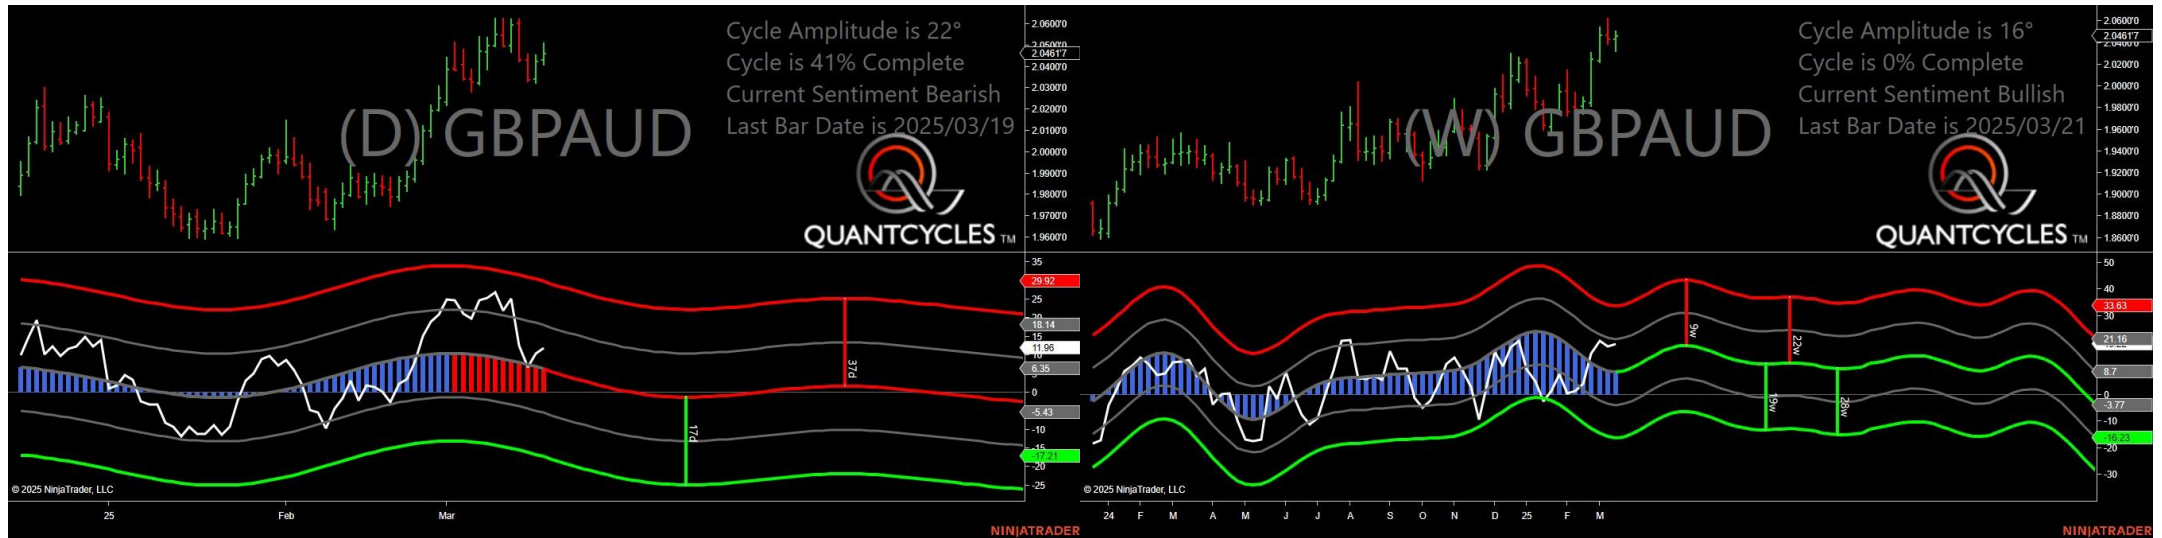 Cycle Amplitude is 22°
Cycle is 41% Complete
Current Sentiment Bearish
Last Bar Date is 2025/03/19
(D) GBPAUD
QUANTCYCLES TM
2.0600'0
2.0461'7
2.0400'0
2.0300'0
2.0200'0
2.0100'0
2.0000'0
1.9900'0
1.9800'0
1.9700'0
1.9600'0
35
29.92
25
18.14
11.96
6.35
0
-5.43
-10
-15
-17.21
-20
-25
37d
17d
© 2025 NinjaTrader, LLC
25
Feb
Mar
NINJATRADER
Cycle Amplitude is 16°
Cycle is 0% Complete
Current Sentiment Bullish
Last Bar Date is 2025/03/21
(W) GBPAUD
QUANTCYCLES TM
2.0600'0
2.0461'7
2.0200'0
2.0000'0
1.9800'0
1.9600'0
1.9400'0
1.9200'0
1.9000'0
1.8800'0
1.8600'0
50
40
33.63
30
21.16
8.7
0
-3.77
-10
-16.23
-20
-30
9w
22w
19w
28w
© 2025 NinjaTrader, LLC
24
F
M
A
M
J
J
A
S
O
N
D
25
F
M
NINJATRADER